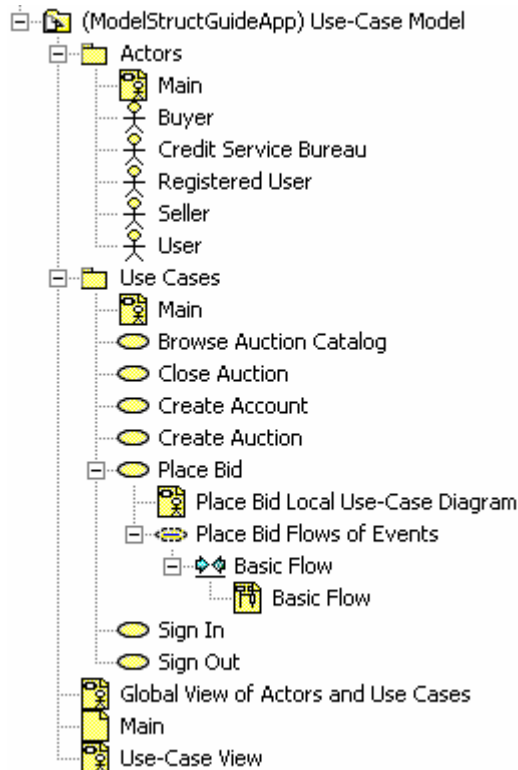 (ModelStructGuideApp) Use-Case Model
Actors
Main
Buyer
Credit Service Bureau
Registered User
Seller
User
Use Cases
Main
Browse Auction Catalog
Close Auction
Create Account
Create Auction
Place Bid
Place Bid Local Use-Case Diagram
Place Bid Flows of Events
Basic Flow
Basic Flow
Sign In
Sign Out
Global View of Actors and Use Cases
Main
Use-Case View